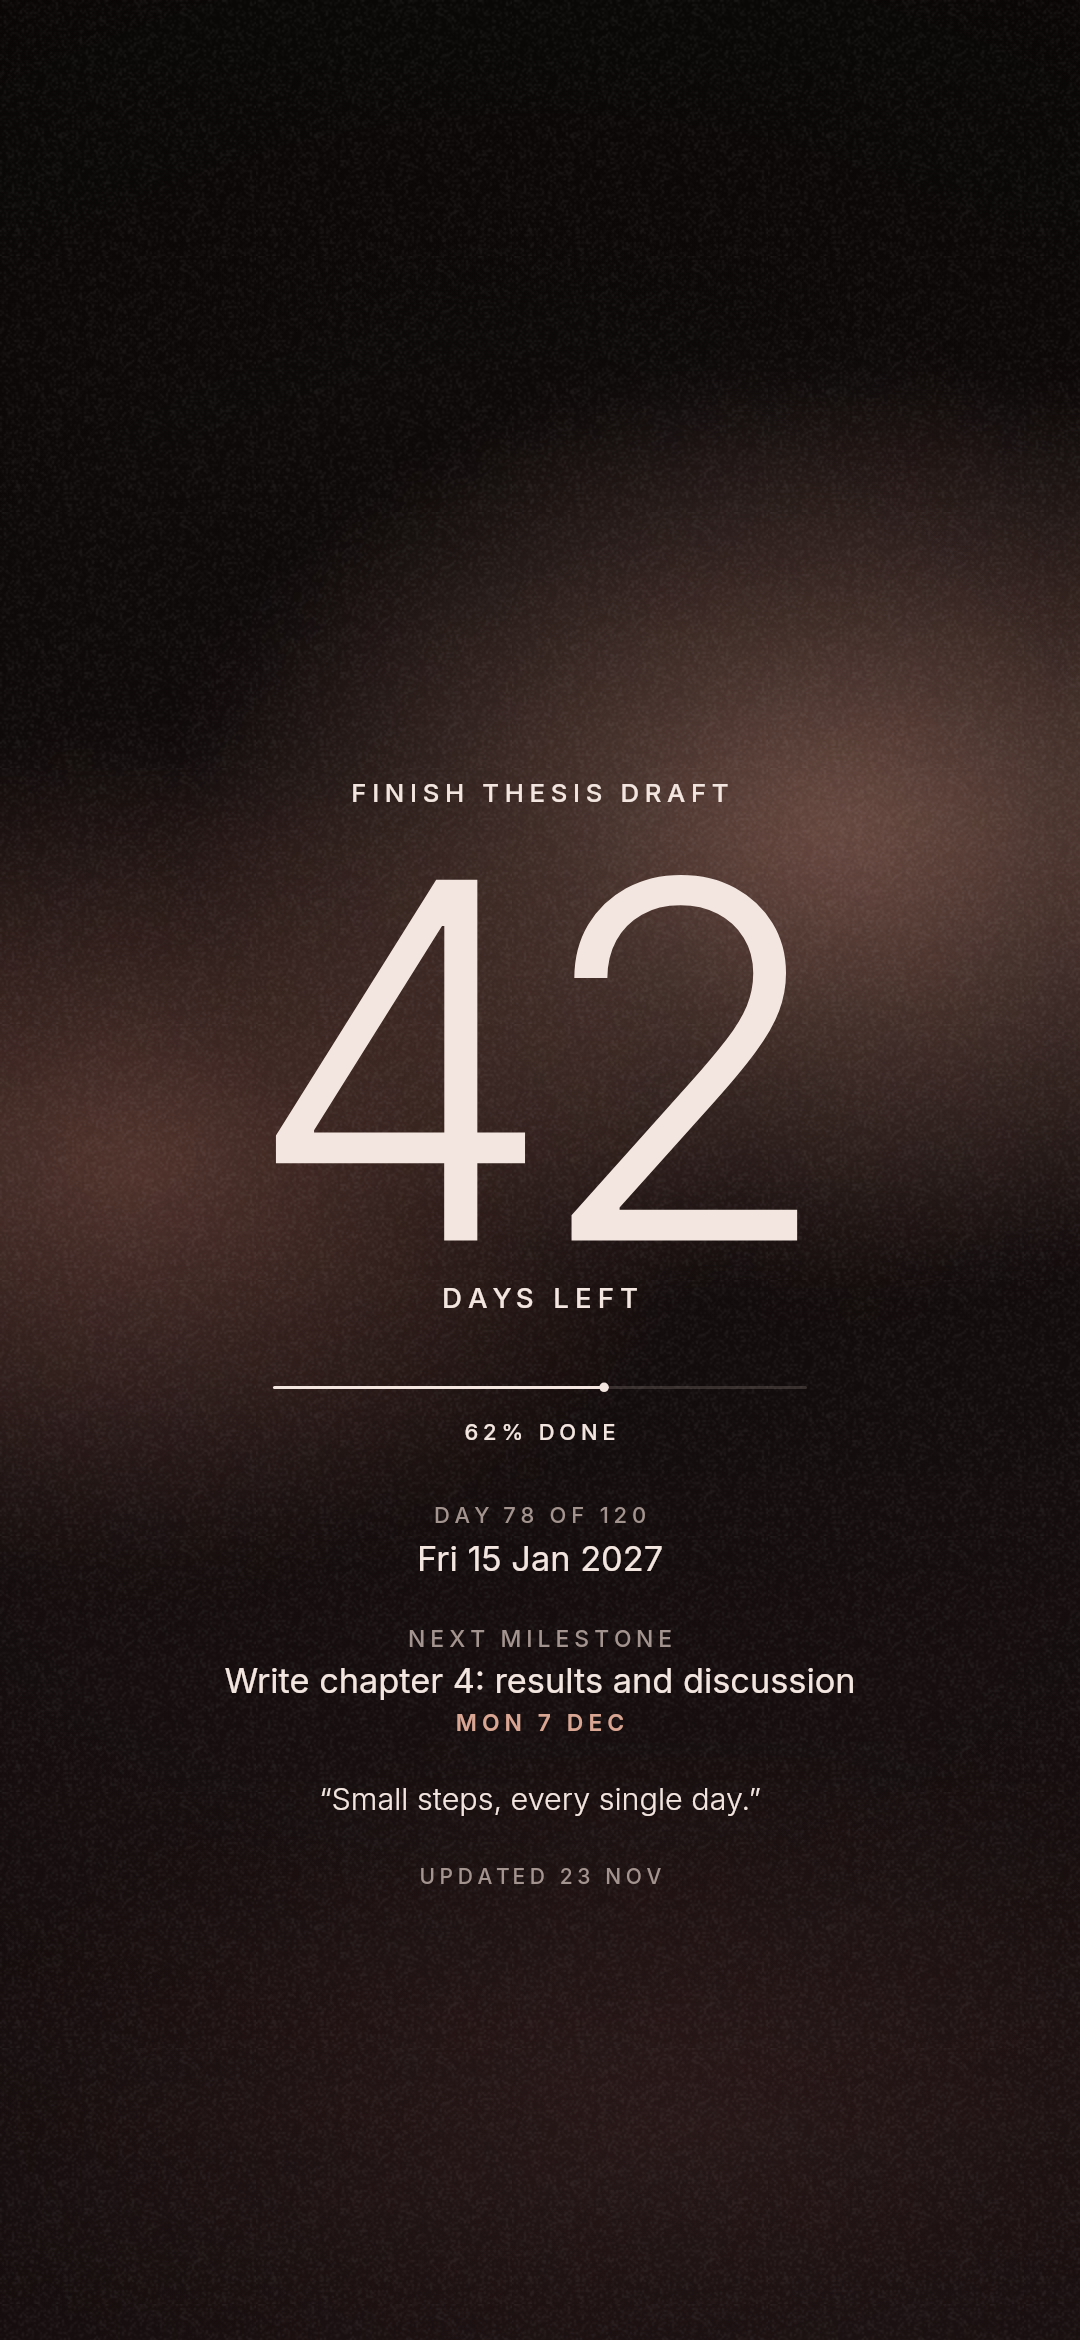 FINISH THESIS DRAFT
42
DAYS LEFT
62% DONE
DAY 78 OF 120
Fri 15 Jan 2027
NEXT MILESTONE
Write chapter 4: results and discussion
MON 7 DEC
“Small steps, every single day.”
UPDATED 23 NOV